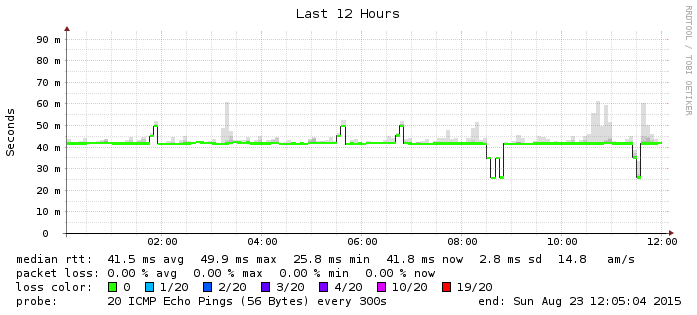 Last 12 Hours
RRDTOOL / TOBI OETIKER
Seconds
90 m
80 m
70 m
60 m
50 m
40 m
30 m
20 m
10 m
0
02:00 04:00 06:00 08:00 10:00 12:00
median rtt: 41.5 ms avg 49.9 ms max 25.8 ms min 41.8 ms now 2.8 ms sd 14.8 am/s
packet loss: 0.00 % avg 0.00 % max 0.00 % min 0.00 % now
loss color: 0 1/20 2/20 3/20 4/20 10/20 19/20
probe: 20 ICMP Echo Pings (56 Bytes) every 300s end: Sun Aug 23 12:05:04 2015